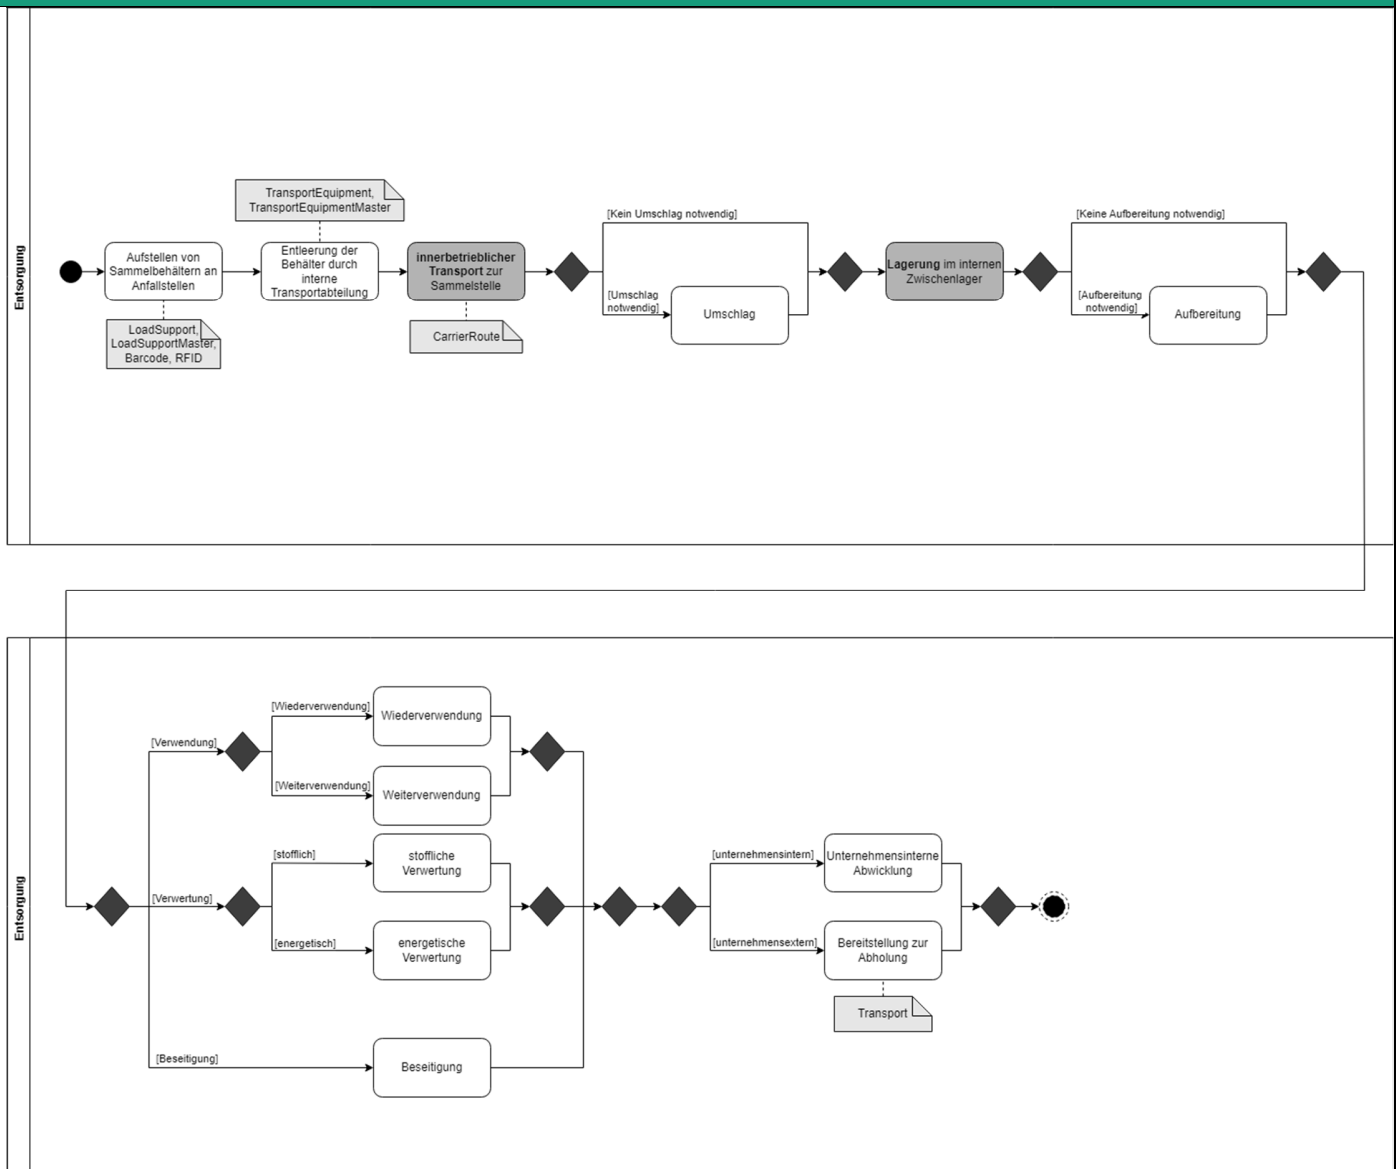 Entsorgung
TransportEquipment,
TransportEquipmentMaster
Aufstellen von
Sammelbehältern an
Anfallstellen
LoadSupport,
LoadSupportMaster,
Barcode, RFID
Entleerung der
Behälter durch
interne
Transportabteilung
innerbetrieblicher
Transport zur
Sammelstelle
CarrierRoute
[Kein Umschlag notwendig]
[Umschlag
notwendig]
Umschlag
Lagerung im internen
Zwischenlager
[Keine Aufbereitung notwendig]
[Aufbereitung
notwendig]
Aufbereitung
Entsorgung
[Verwendung]
[Wiederverwendung]
Wiederverwendung
[Weiterverwendung]
Weiterverwendung
[Verwertung]
[stofflich]
stoffliche
Verwertung
[energetisch]
energetische
Verwertung
[Beseitigung]
Beseitigung
[unternehmensintern]
Unternehmensinterne
Abwicklung
[unternehmensextern]
Bereitstellung zur
Abholung
Transport